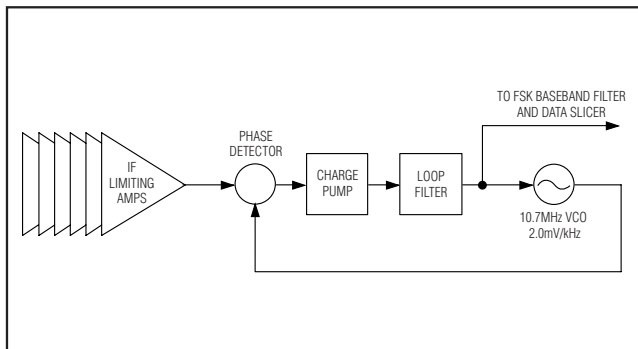 IF
LIMITING
AMPS
PHASE
DETECTOR
CHARGE
PUMP
LOOP
FILTER
TO FSK BASEBAND FILTER
AND DATA SLICER
10.7MHz VCO
2.0mV/kHz